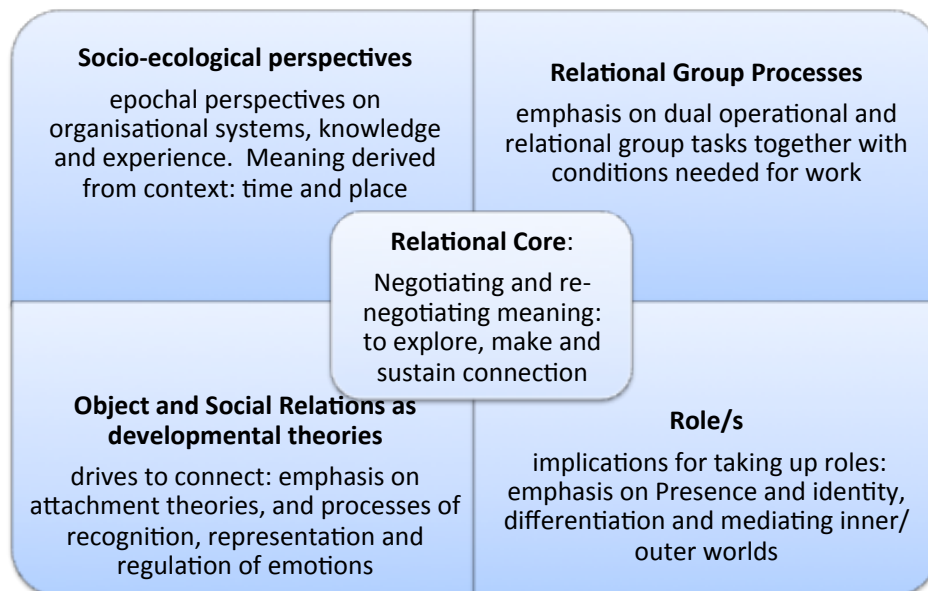 Socio-ecological perspectives
epochal perspectives on
organisational systems, knowledge
and experience.  Meaning derived
from context: time and place
Relational Group Processes
emphasis on dual operational and
relational group tasks together with
conditions needed for work
Relational Core:
Negotiating and re-
negotiating meaning:
to explore, make and
sustain connection
Object and Social Relations as
developmental theories
drives to connect: emphasis on
attachment theories, and processes of
recognition, representation and
regulation of emotions
Role/s
implications for taking up roles:
emphasis on Presence and identity,
differentiation and mediating inner/
outer worlds